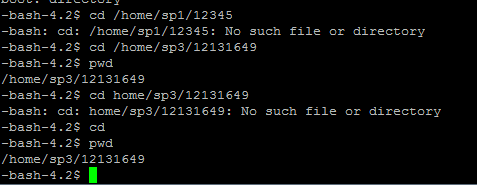 boot: directory
-bash-4.2$ cd /home/sp1/12345
-bash: cd: /home/sp1/12345: No such file or directory
-bash-4.2$ cd /home/sp3/12131649
-bash-4.2$ pwd
/home/sp3/12131649
-bash-4.2$ cd home/sp3/12131649
-bash: cd: home/sp3/12131649: No such file or directory
-bash-4.2$ cd
-bash-4.2$ pwd
/home/sp3/12131649
-bash-4.2$